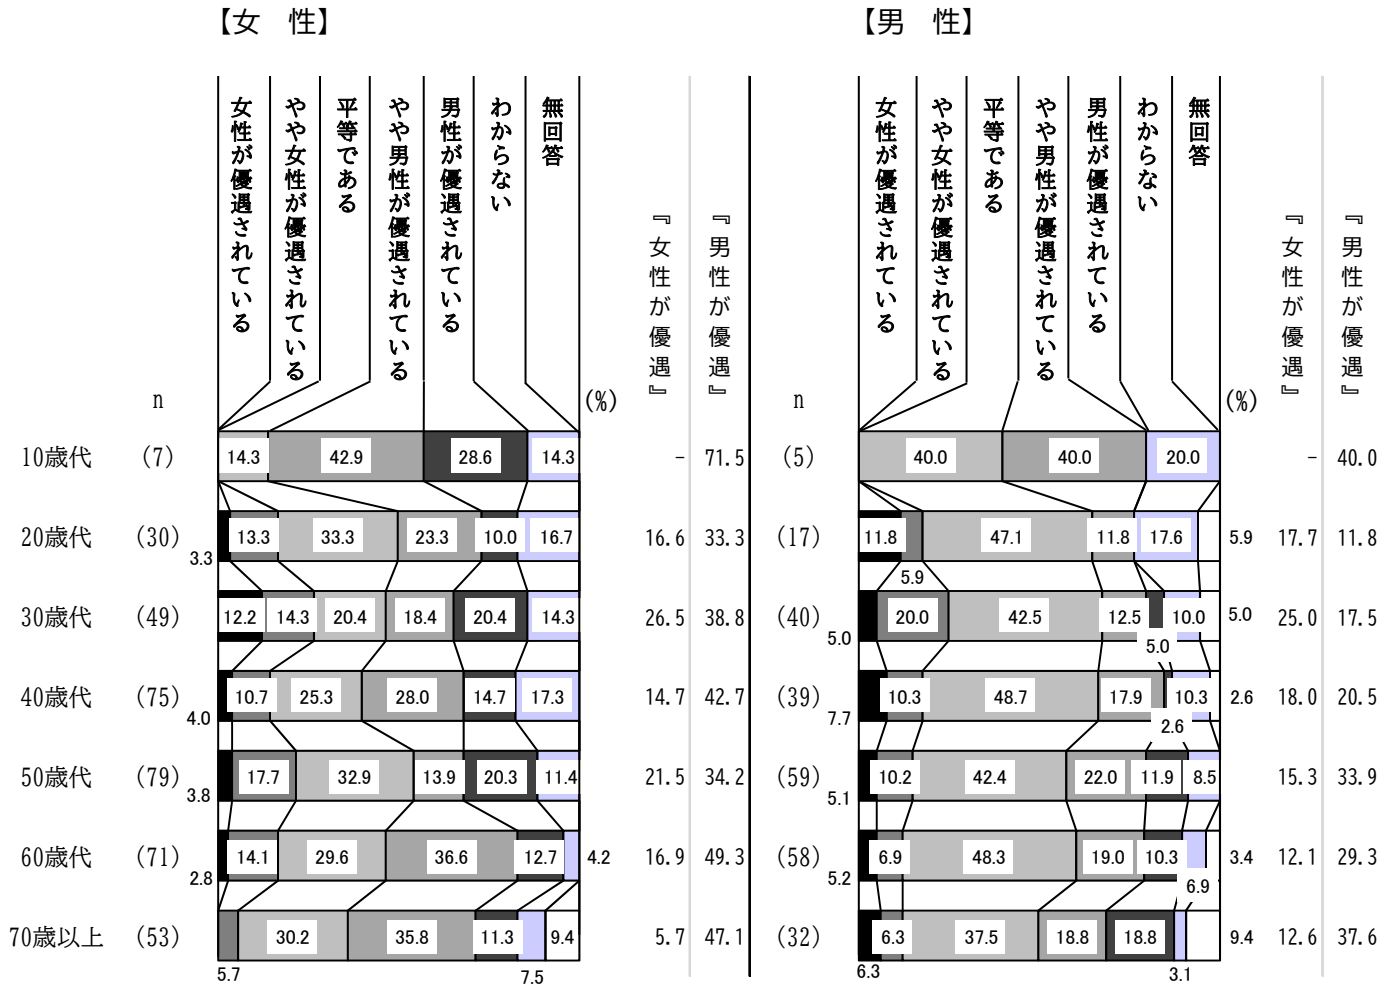 【女　性】
【男　性】
女性が優遇されている
やや女性が優遇されている
平等である
やや男性が優遇されている
男性が優遇されている
わからない
無回答
『女性が優遇』
『男性が優遇』
女性が優遇されている
やや女性が優遇されている
平等である
やや男性が優遇されている
男性が優遇されている
わからない
無回答
『女性が優遇』
『男性が優遇』
n (%) n (%)
10歳代 (7) 14.3 42.9 28.6 14.3 - 71.5 (5) 40.0 40.0 20.0 - 40.0
20歳代 (30) 3.3 13.3 33.3 23.3 10.0 16.7 16.6 33.3 (17) 11.8 5.9 47.1 11.8 17.6 5.9 17.7 11.8
30歳代 (49) 12.2 14.3 20.4 18.4 20.4 14.3 26.5 38.8 (40) 5.0 20.0 42.5 12.5 5.0 10.0 5.0 25.0 17.5
40歳代 (75) 4.0 10.7 25.3 28.0 14.7 17.3 14.7 42.7 (39) 7.7 10.3 48.7 17.9 2.6 10.3 2.6 18.0 20.5
50歳代 (79) 3.8 17.7 32.9 13.9 20.3 11.4 21.5 34.2 (59) 5.1 10.2 42.4 22.0 11.9 8.5 15.3 33.9
60歳代 (71) 2.8 14.1 29.6 36.6 12.7 4.2 16.9 49.3 (58) 5.2 6.9 48.3 19.0 10.3 6.9 3.4 12.1 29.3
70歳以上 (53) 5.7 30.2 35.8 11.3 7.5 9.4 5.7 47.1 (32) 6.3 6.3 37.5 18.8 18.8 3.1 9.4 12.6 37.6